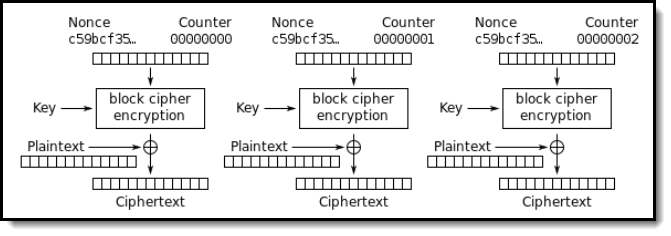 Nonce Counter Nonce Counter Nonce Counter
c59bcf35… 00000000 c59bcf35… 00000001 c59bcf35… 00000002
Key block cipher encryption Key block cipher encryption Key block cipher encryption
Plaintext Plaintext Plaintext
Ciphertext Ciphertext Ciphertext